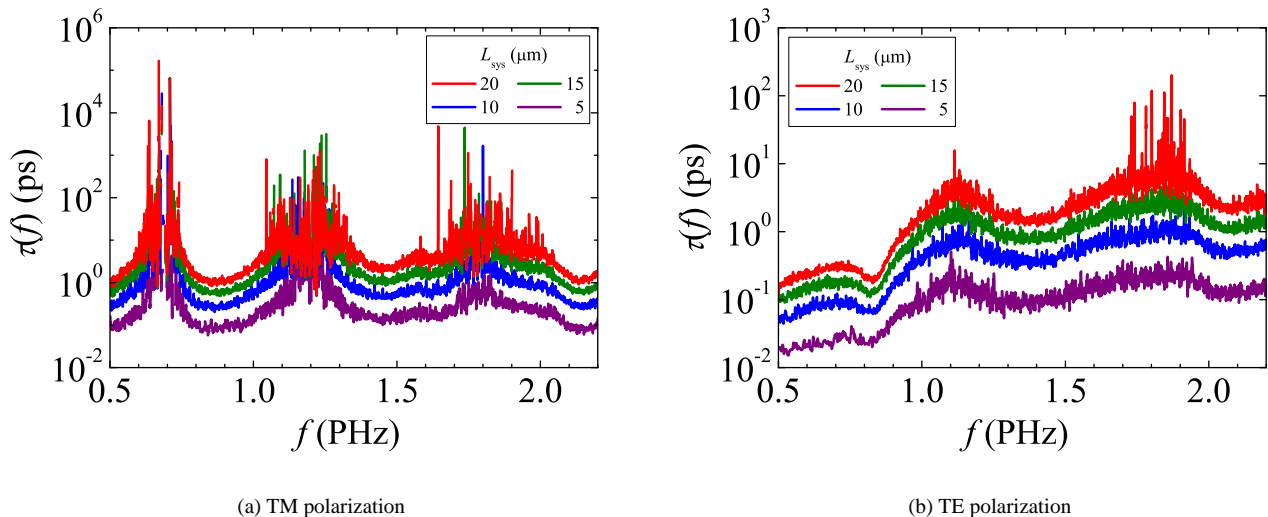 10^6
10^4
10^2
10^0
10^-2
τ(f) (ps)
L_sys (μm)
20 15
10 5
0.5 1.0 1.5 2.0
f (PHz)
(a) TM polarization
10^3
10^2
10^1
10^0
10^-1
10^-2
τ(f) (ps)
L_sys (μm)
20 15
10 5
0.5 1.0 1.5 2.0
f (PHz)
(b) TE polarization